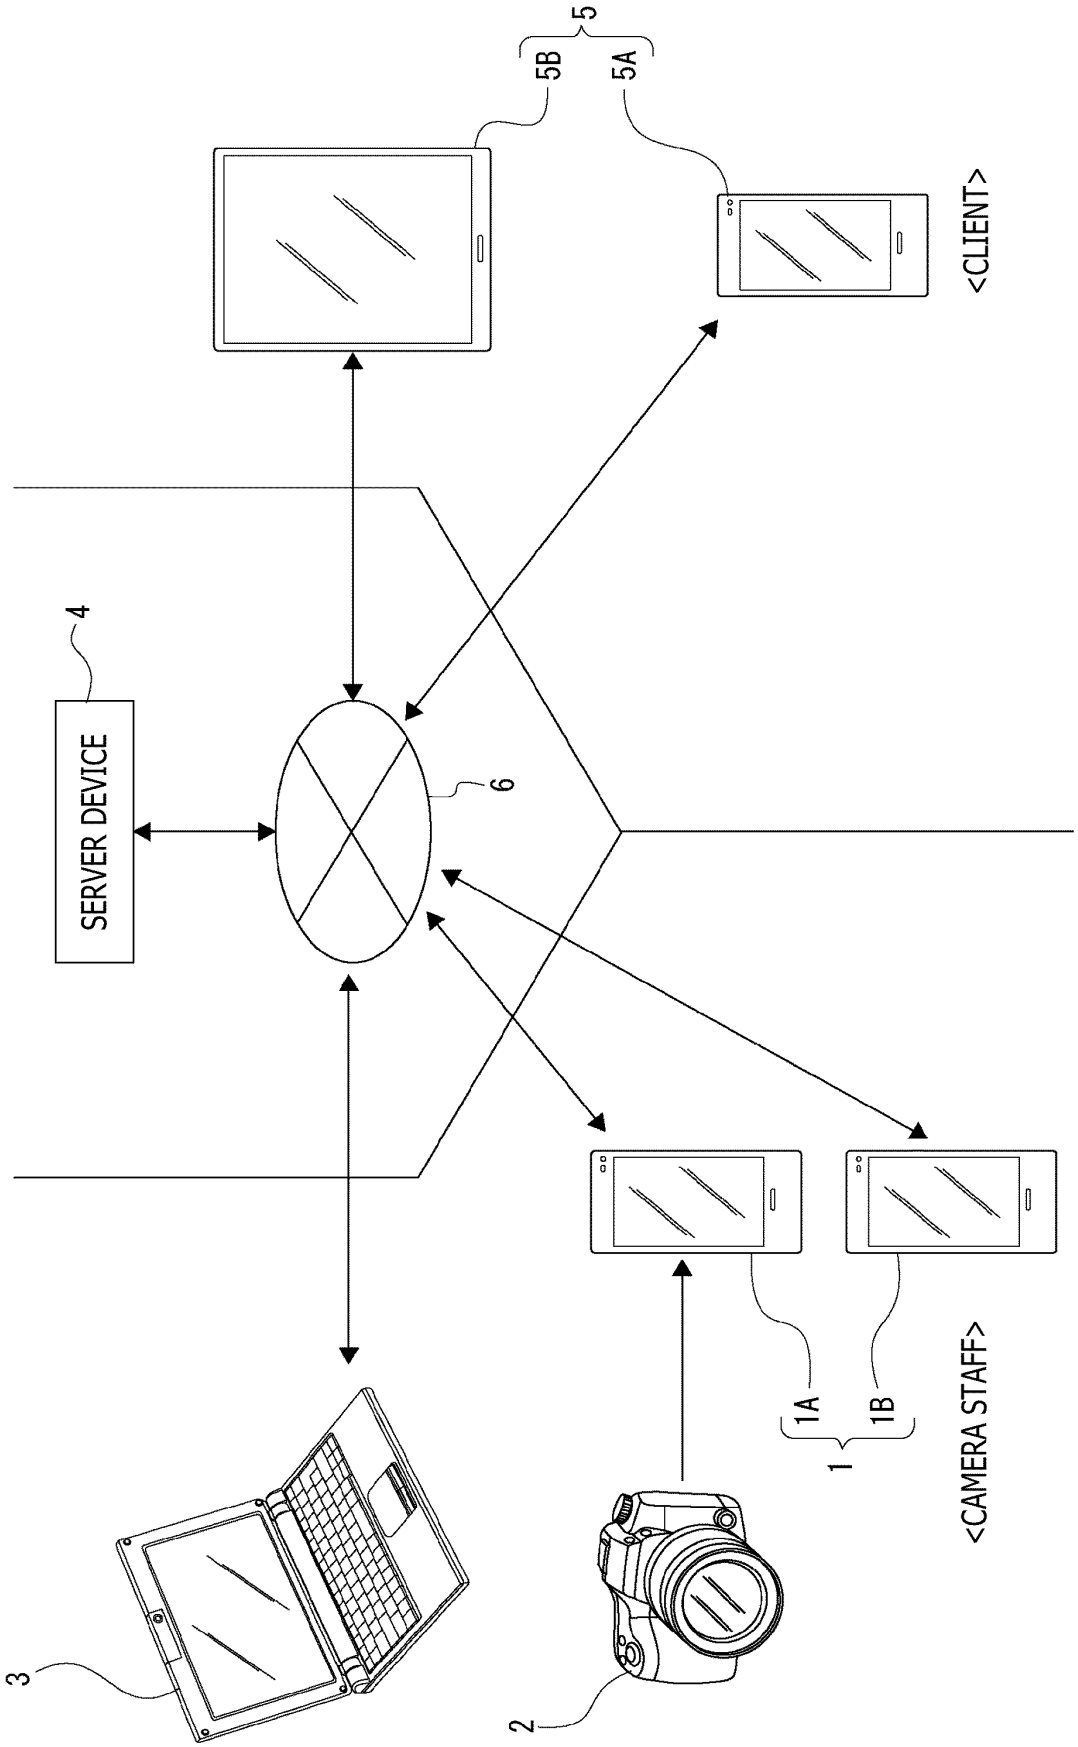 SERVER DEVICE
4
5
5B
5A
6
<CLIENT>
3
2
1A
1B
1
<CAMERA STAFF>